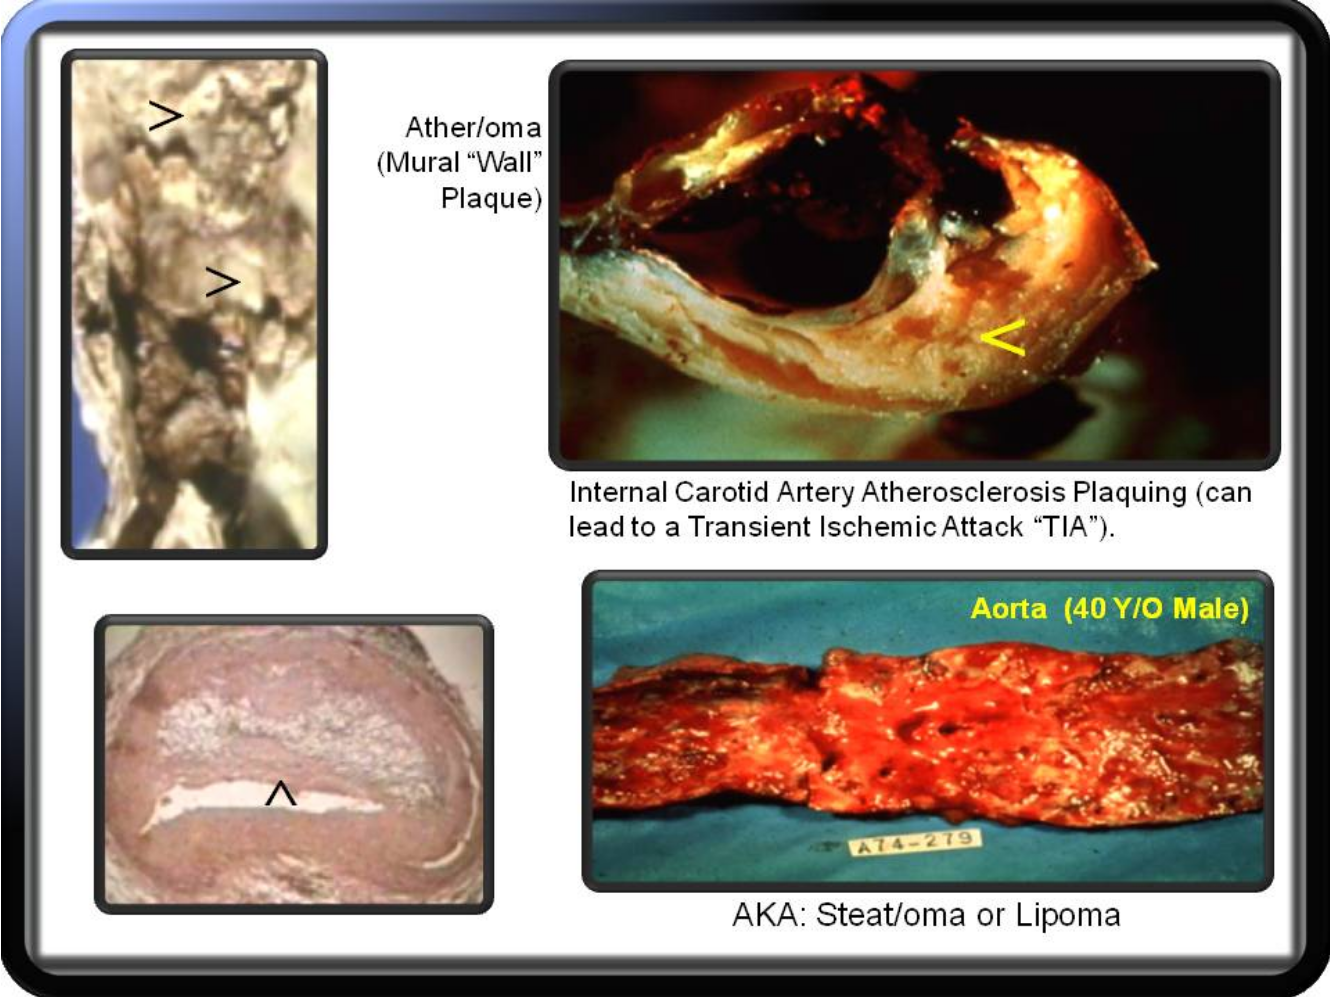 Ather/oma
(Mural “Wall”
Plaque)
Internal Carotid Artery Atherosclerosis Plaquing (can
lead to a Transient Ischemic Attack “TIA”).
Aorta (40 Y/O Male)
A74-279
AKA: Steat/oma or Lipoma